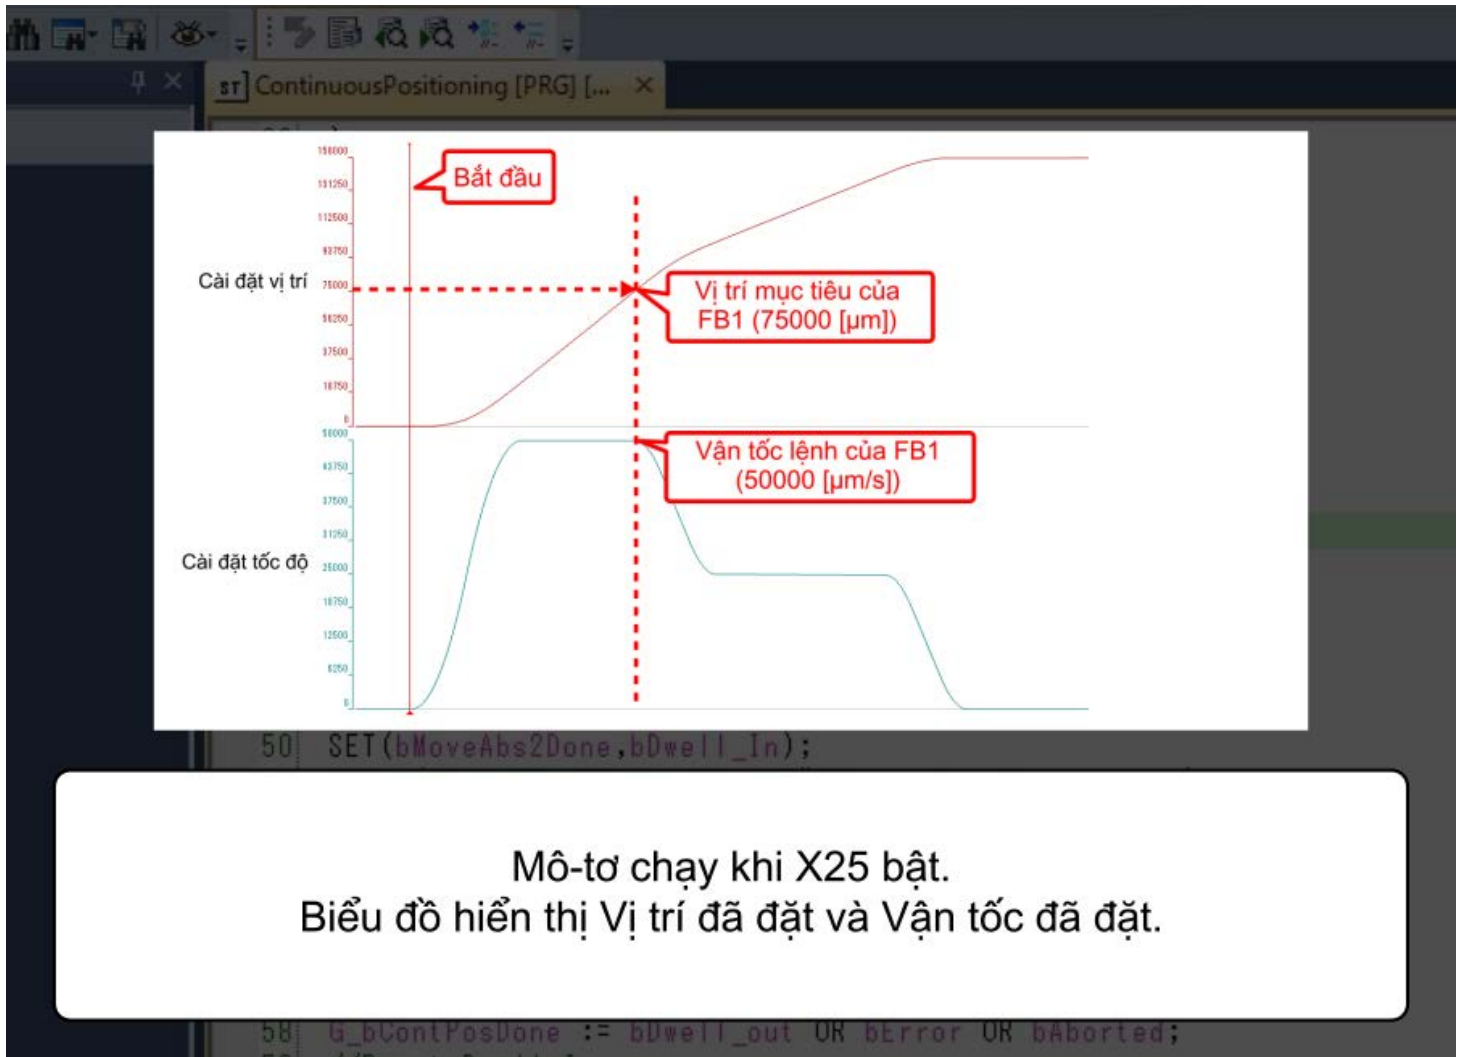 ST ContinuousPositioning [PRG] [...
150000
131250
112500
93750
75000
56250
37500
18750
0
Bắt đầu
Cài đặt vị trí
Vị trí mục tiêu của
FB1 (75000 [µm])
50000
43750
37500
31250
25000
18750
12500
6250
0
Vận tốc lệnh của FB1
(50000 [µm/s])
Cài đặt tốc độ
50 SET(bMoveAbs2Done,bDwell_In);
Mô-tơ chạy khi X25 bật.
Biểu đồ hiển thị Vị trí đã đặt và Vận tốc đã đặt.
58 G_bContPosDone := bDwell_out OR bError OR bAborted;